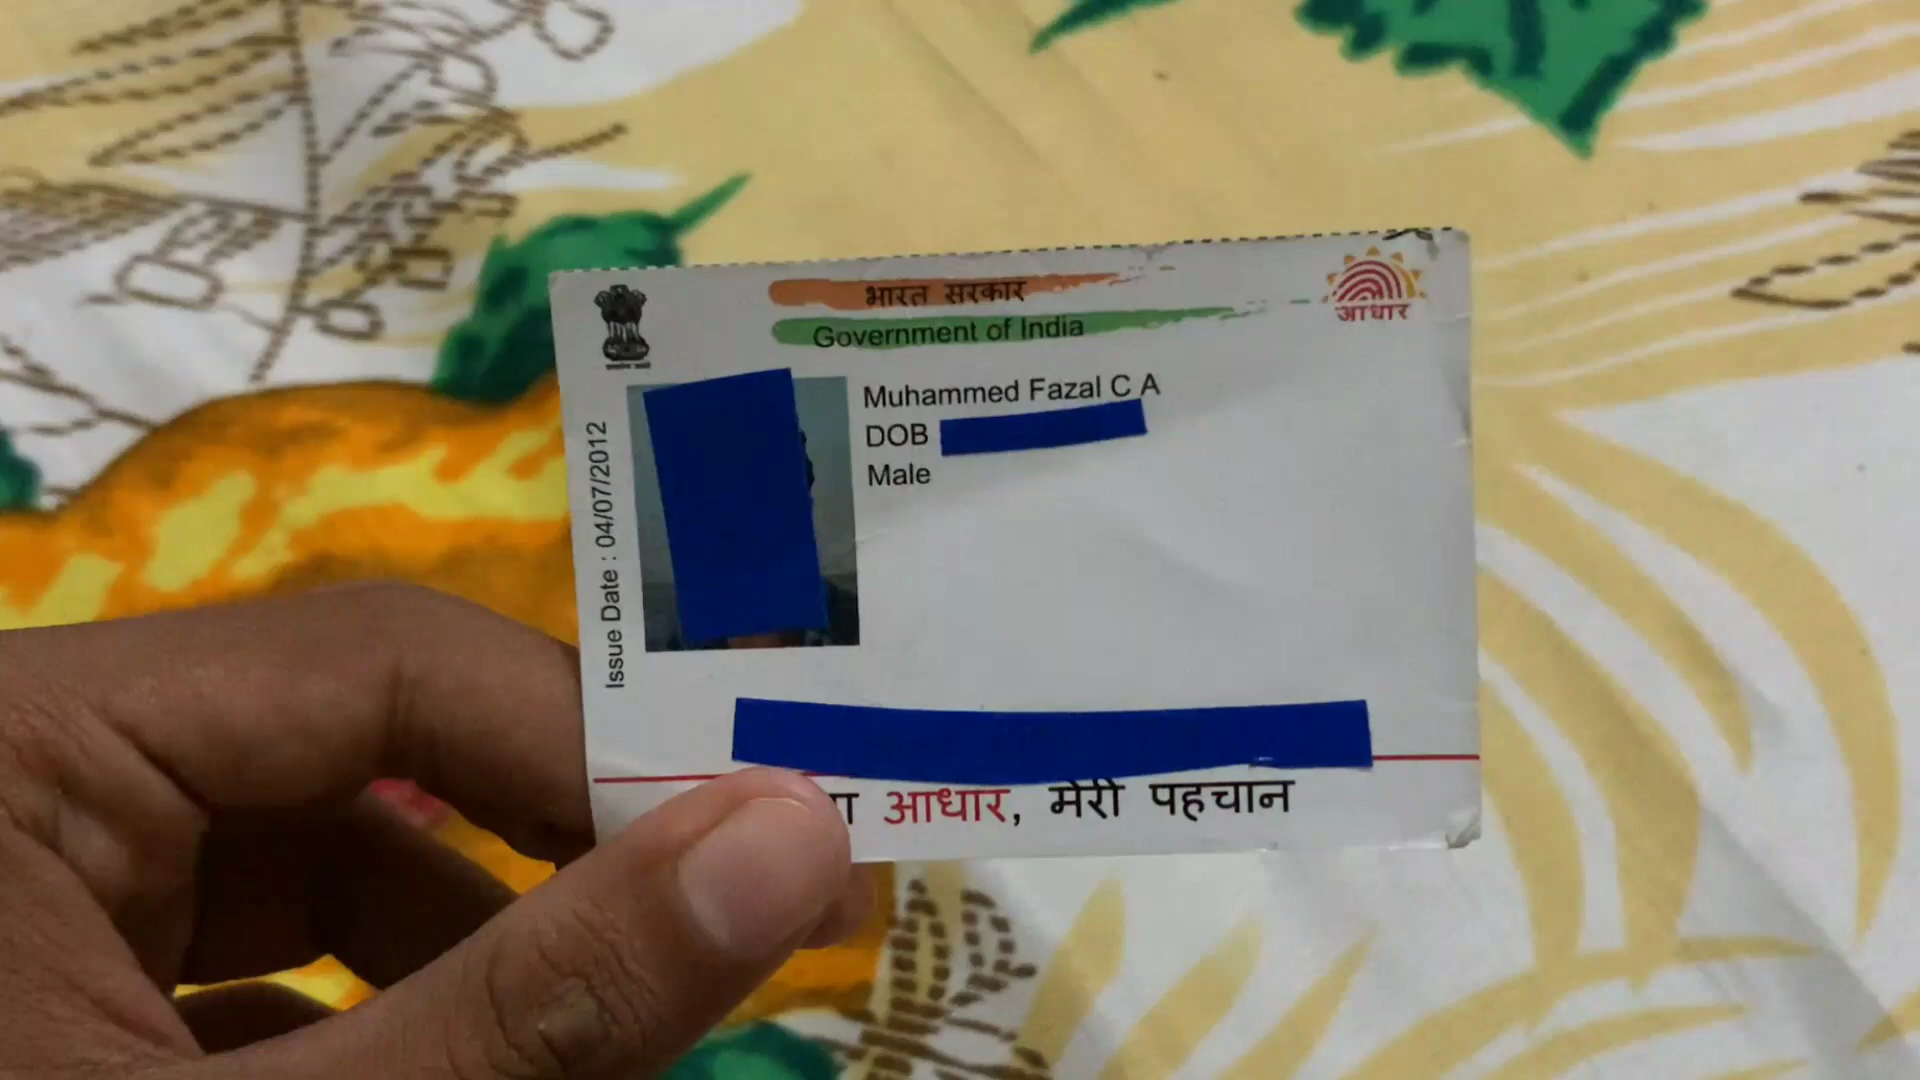 भारत सरकार
Government of India
आधार
Muhammed Fazal C A
DOB
Male
Issue Date : 04/07/2012
आधार, मेरी पहचान